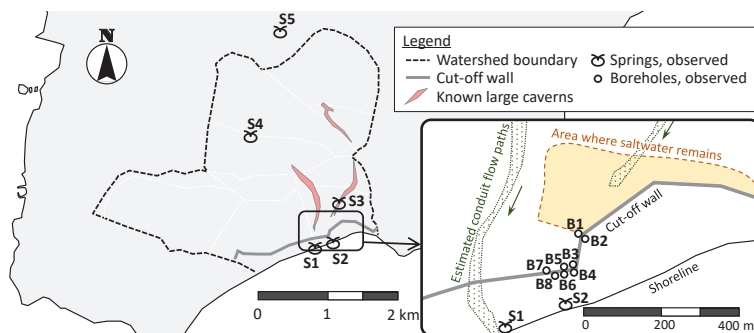 S5
N
S4
S3
S1
S2
0
1
2 km
Legend
Watershed boundary
Cut-off wall
Known large caverns
Springs, observed
Boreholes, observed
Estimated conduit flow paths
Area where saltwater remains
Cut-off wall
B1
B2
B3
B5
B7
B4
B8
B6
S2
S1
Shoreline
0
200
400 m